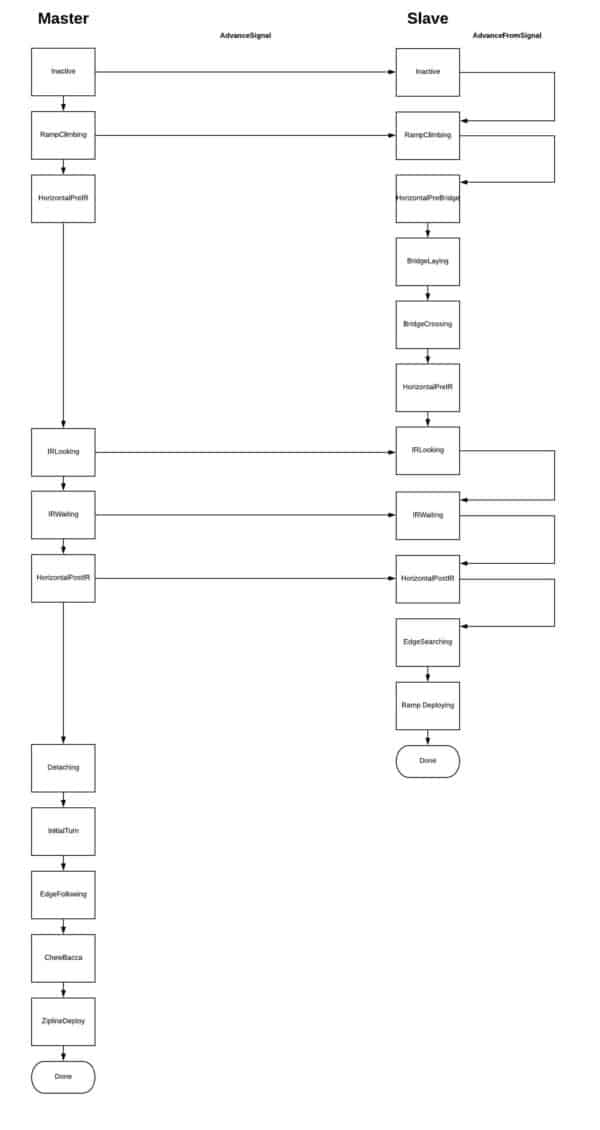 Master
Slave
AdvanceSignal
AdvanceFromSignal
Inactive
Inactive
RampClimbing
RampClimbing
HorizontalPreIR
HorizontalPreBridge
BridgeLaying
BridgeCrossing
HorizontalPreIR
IRLooking
IRLooking
IRWaiting
IRWaiting
HorizontalPostIR
HorizontalPostIR
EdgeSearching
Ramp Deploying
Done
Detaching
InitialTurn
EdgeFollowing
ChewBacca
ZiplineDeploy
Done